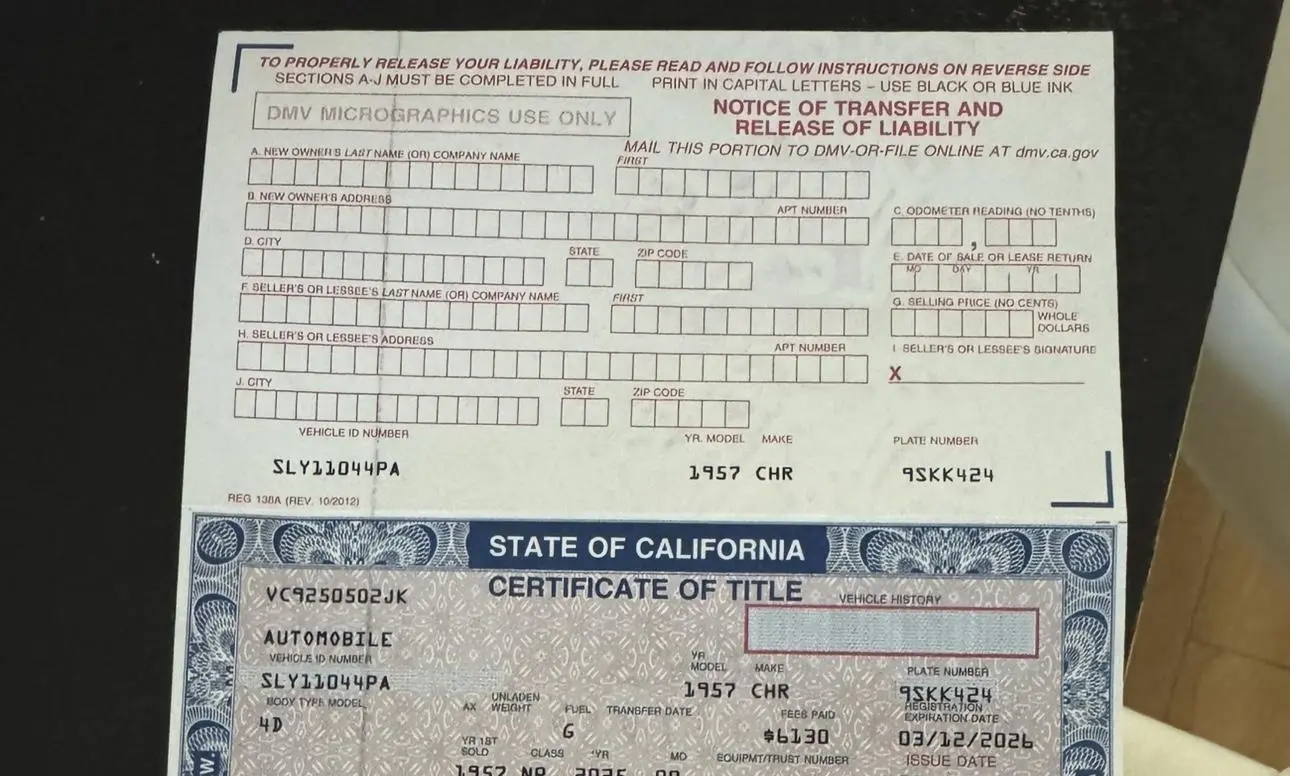 TO PROPERLY RELEASE YOUR LIABILITY, PLEASE READ AND FOLLOW INSTRUCTIONS ON REVERSE SIDE
SECTIONS A-J MUST BE COMPLETED IN FULL PRINT IN CAPITAL LETTERS – USE BLACK OR BLUE INK
DMV MICROGRAPHICS USE ONLY
NOTICE OF TRANSFER AND
RELEASE OF LIABILITY
MAIL THIS PORTION TO DMV-OR-FILE ONLINE AT dmv.ca.gov
A. NEW OWNER'S LAST NAME (OR) COMPANY NAME FIRST
B. NEW OWNER'S ADDRESS APT NUMBER C. ODOMETER READING (NO TENTHS)
,
D. CITY STATE ZIP CODE E. DATE OF SALE OR LEASE RETURN
MO DAY YR
F. SELLER'S OR LESSEE'S LAST NAME (OR) COMPANY NAME FIRST G. SELLING PRICE (NO CENTS)
WHOLE
DOLLARS
H. SELLER'S OR LESSEE'S ADDRESS APT NUMBER I SELLER'S OR LESSEE'S SIGNATURE
X
J. CITY STATE ZIP CODE
VEHICLE ID NUMBER YR. MODEL MAKE PLATE NUMBER
SLY11044PA 1957 CHR 9SKK424
REG 138A (REV. 10/2012)
STATE OF CALIFORNIA
CERTIFICATE OF TITLE
VC9250502JK VEHICLE HISTORY
AUTOMOBILE
VEHICLE ID NUMBER YR MODEL MAKE PLATE NUMBER
SLY11044PA 1957 CHR 9SKK424
BODY TYPE MODEL AX UNLADEN WEIGHT FUEL TRANSFER DATE FEES PAID REGISTRATION EXPIRATION DATE
4D G $6130 03/12/2026
YR 1ST SOLD CLASS *YR MO EQUIPMT/TRUST NUMBER ISSUE DATE
1957